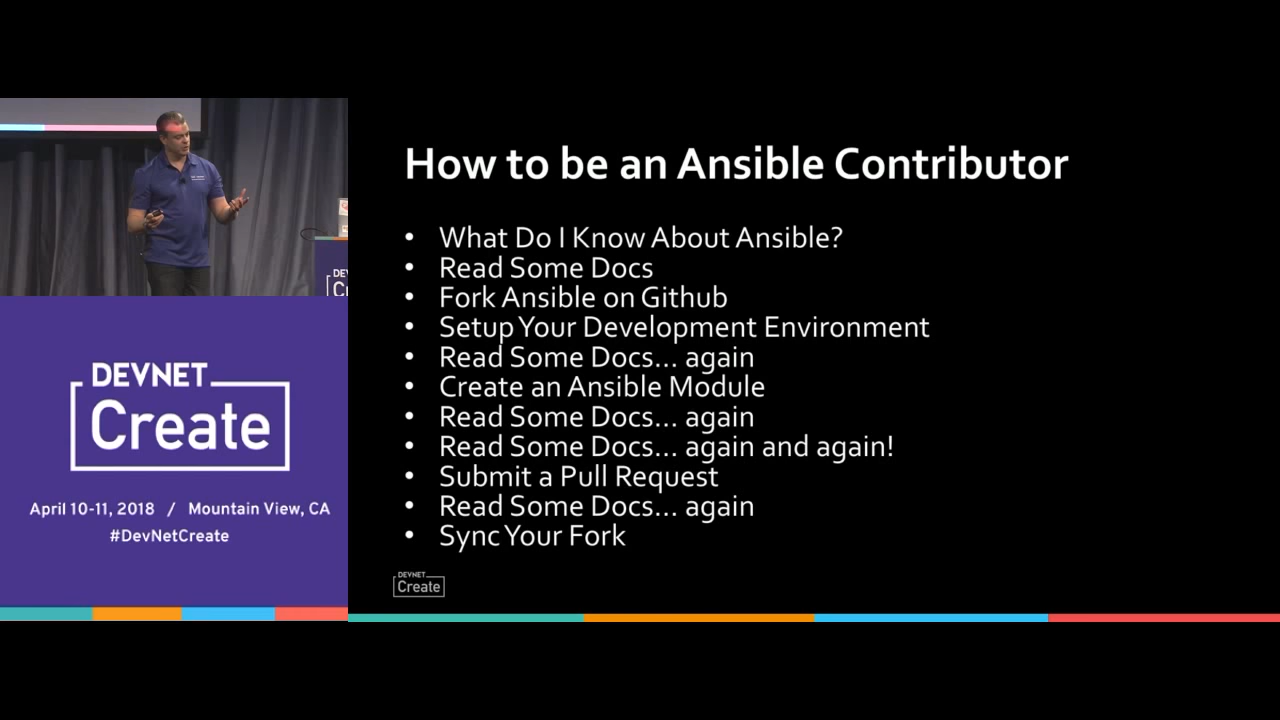 How to be an Ansible Contributor
• What Do I Know About Ansible?
• Read Some Docs
• Fork Ansible on Github
• Setup Your Development Environment
• Read Some Docs... again
• Create an Ansible Module
• Read Some Docs... again
• Read Some Docs... again and again!
• Submit a Pull Request
• Read Some Docs... again
• Sync Your Fork
DEVNET
Create
DEVNET
Create
April 10-11, 2018 / Mountain View, CA
#DevNetCreate